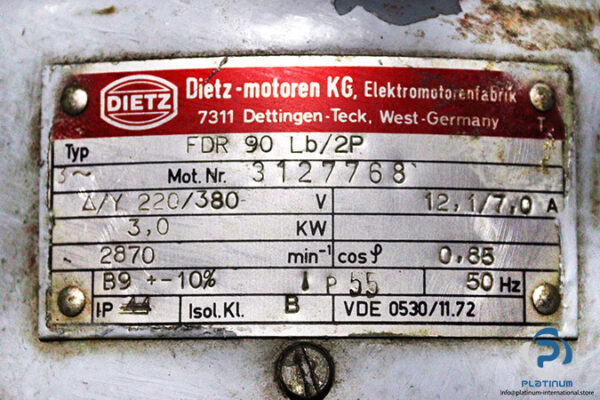 DIETZ
Dietz-motoren KG, Elektromotorenfabrik
7311 Dettingen-Teck, West-Germany
Typ FDR 90 Lb/2P T
3~ Mot. Nr. 3127768
Δ/Y 220/380 V 12,1/7,0 A
3,0 KW
2870 min⁻¹ cos φ 0,85
B9 +-10% IP 55 50 Hz
IP 44 Isol. Kl. B VDE 0530/11.72
PLATINUM
info@platinum-international.store